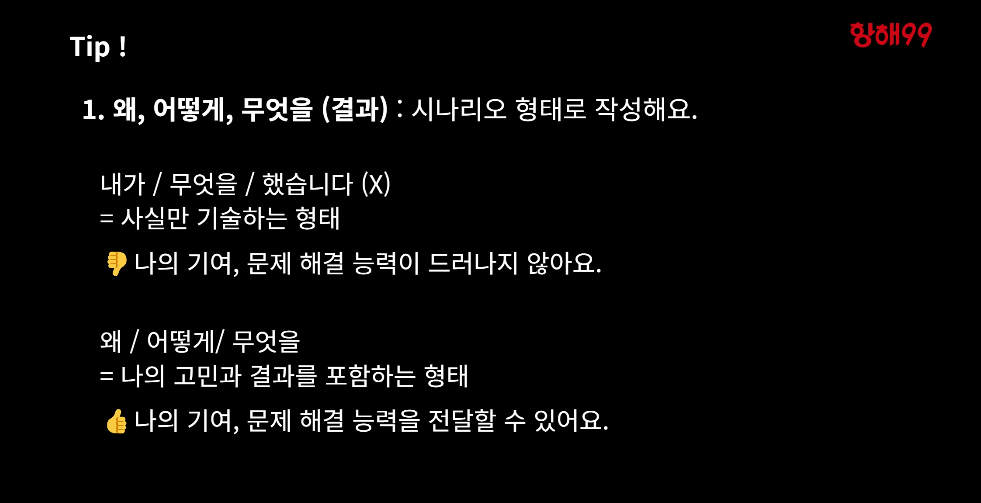 Tip !
항해99
1. 왜, 어떻게, 무엇을 (결과) : 시나리오 형태로 작성해요.
내가 / 무엇을 / 했습니다 (X)
= 사실만 기술하는 형태
👎 나의 기여, 문제 해결 능력이 드러나지 않아요.
왜 / 어떻게/ 무엇을
= 나의 고민과 결과를 포함하는 형태
👍 나의 기여, 문제 해결 능력을 전달할 수 있어요.